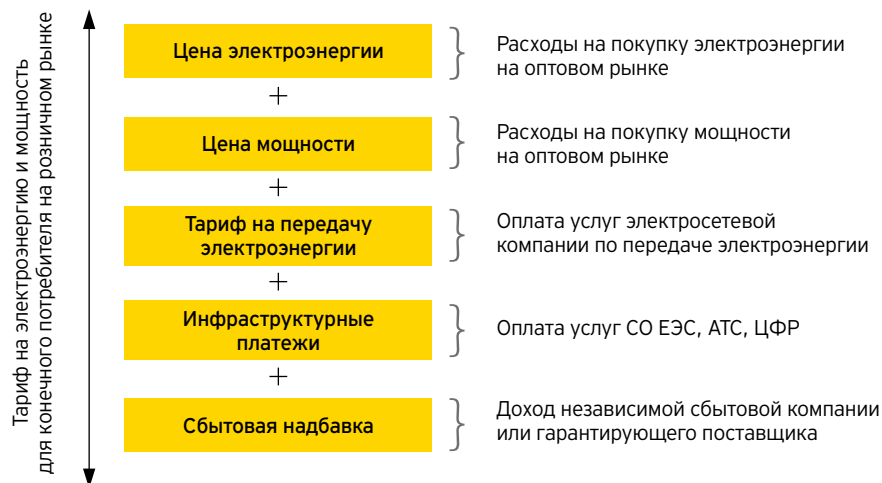 Тариф на электроэнергию и мощность
для конечного потребителя на розничном рынке
Цена электроэнергии
Расходы на покупку электроэнергии
на оптовом рынке
+
Цена мощности
Расходы на покупку мощности
на оптовом рынке
+
Тариф на передачу
электроэнергии
Оплата услуг электросетевой
компании по передаче электроэнергии
+
Инфраструктурные
платежи
Оплата услуг СО ЕЭС, АТС, ЦФР
+
Сбытовая надбавка
Доход независимой сбытовой компании
или гарантирующего поставщика